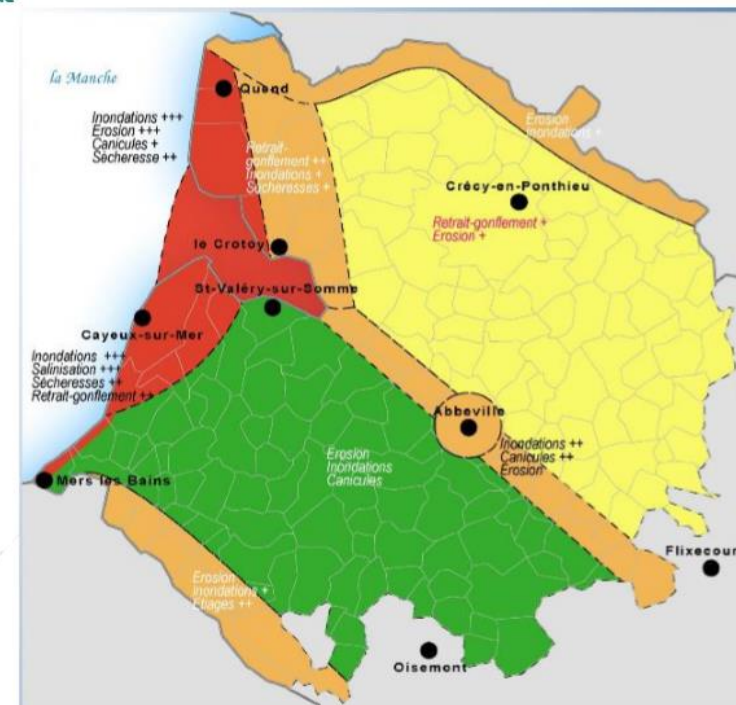 la Manche
Quend
Inondations +++
Erosion +++
Canicules +
Sécheresse ++
Erosion
Inondations +
Retrait-
gonflement ++
Inondations +
Sucheresses +
Crécy-en-Ponthieu
Retrait-gonflement +
Erosion +
le Crotoy
St-Valéry-sur-Somme
Cayeux-sur-Mer
Inondations +++
Salinisation +++
Sécheresses ++
Retrait-gonflement ++
Abbeville
Inondations ++
Canicules ++
Erosion
Erosion
Inondations
Canicules
Mers les Bains
Flixecour
Erosion
Inondations +
Etiages ++
Oisemont